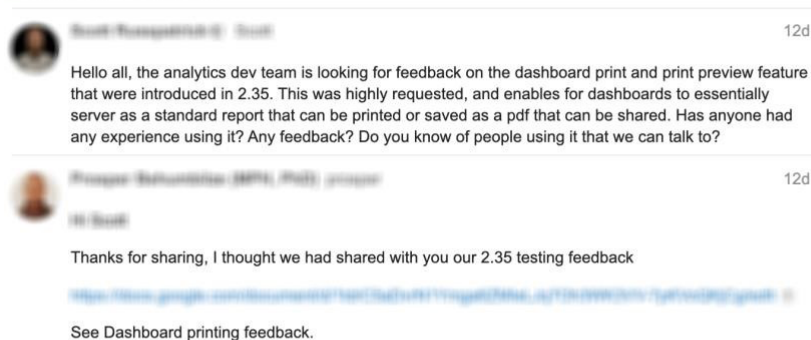 12d
Hello all, the analytics dev team is looking for feedback on the dashboard print and print preview feature
that were introduced in 2.35. This was highly requested, and enables for dashboards to essentially
server as a standard report that can be printed or saved as a pdf that can be shared. Has anyone had
any experience using it? Any feedback? Do you know of people using it that we can talk to?
12d
Thanks for sharing, I thought we had shared with you our 2.35 testing feedback
See Dashboard printing feedback.